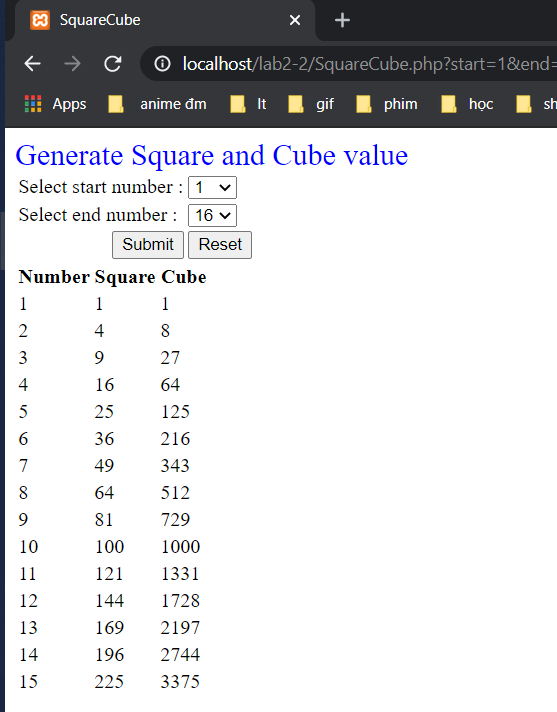 SquareCube
localhost/lab2-2/SquareCube.php?start=1&end=
Apps anime đm lt gif phim học sh
Generate Square and Cube value
Select start number : 1
Select end number : 16
Submit Reset
Number Square Cube
1 1 1
2 4 8
3 9 27
4 16 64
5 25 125
6 36 216
7 49 343
8 64 512
9 81 729
10 100 1000
11 121 1331
12 144 1728
13 169 2197
14 196 2744
15 225 3375